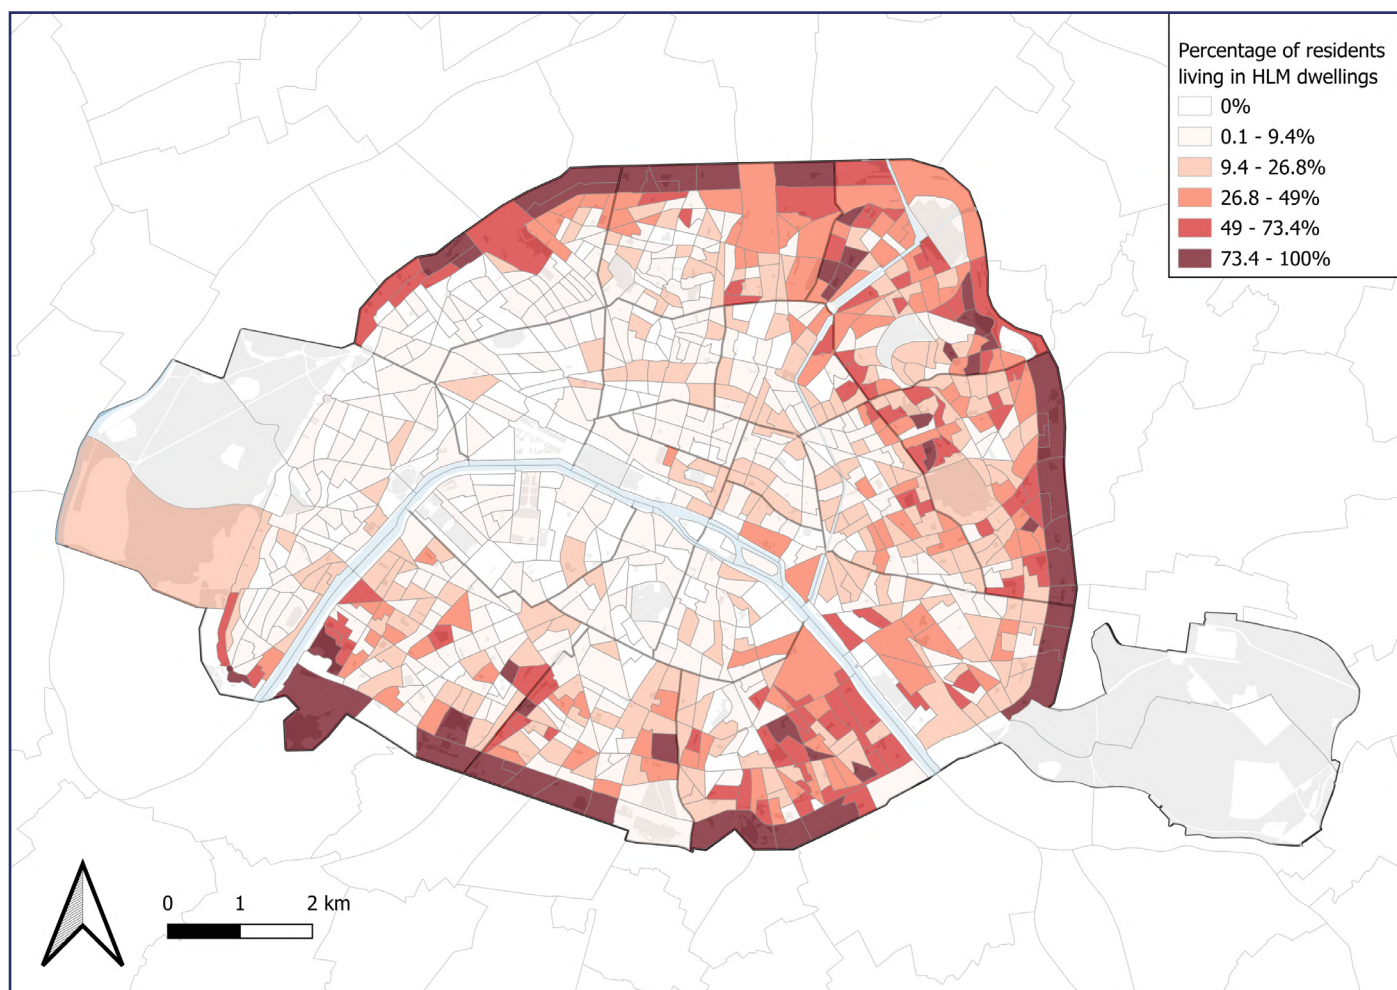 Percentage of residents
living in HLM dwellings
0%
0.1 - 9.4%
9.4 - 26.8%
26.8 - 49%
49 - 73.4%
73.4 - 100%
0 1 2 km